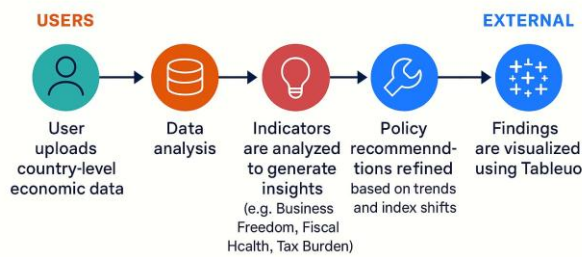 USERS
EXTERNAL
User
uploads
country-level
economic data
Data
analysis
Indicators
are analyzed
to generate
insights
(e.g. Business
Freedom, Fiscal
Hcalth, Tax Burden)
Policy
recommennd-
tions refined
based on trends
and index shifts
Findings
are visualized
using Tableuo